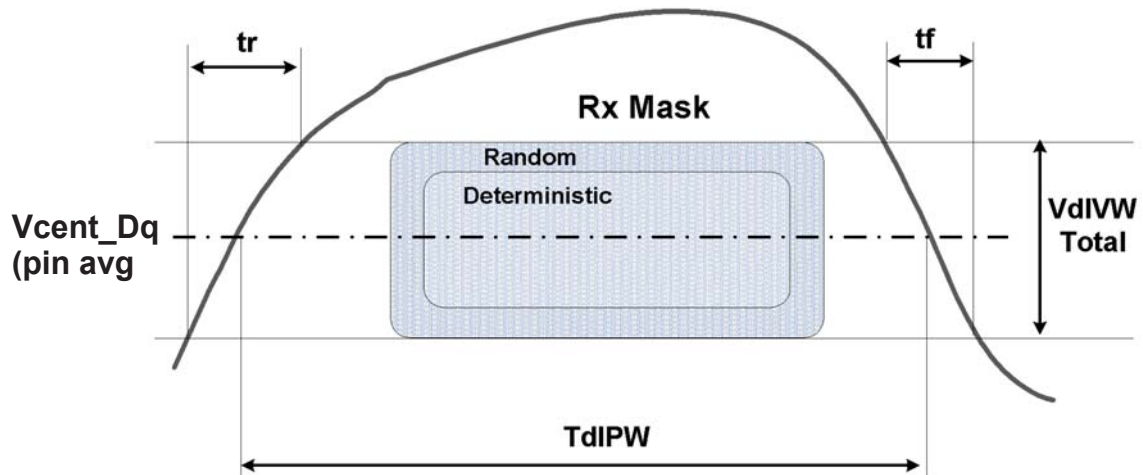 tr
tf
Rx Mask
Random
Deterministic
Vcent_Dq
(pin avg
VdIVW
Total
TdIPW